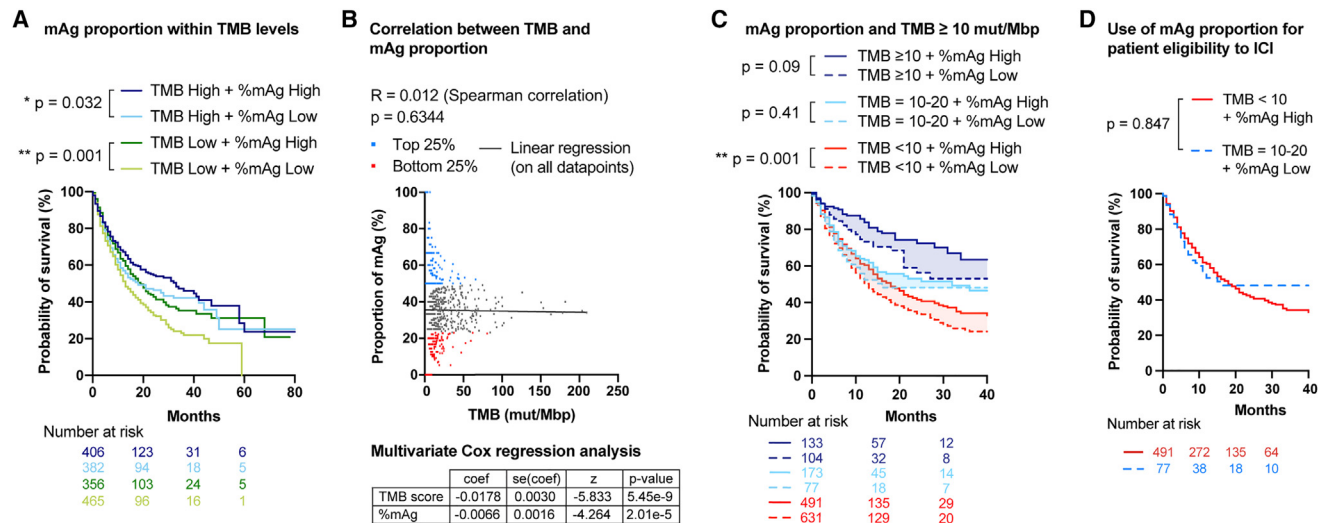 A
mAg proportion within TMB levels
* p = 0.032
TMB High + %mAg High
TMB High + %mAg Low
** p = 0.001
TMB Low + %mAg High
TMB Low + %mAg Low
Probability of survival (%)
100
80
60
40
20
0
0 20 40 60 80
Months
Number at risk
406 123 31 6
382 94 18 5
356 103 24 5
465 96 16 1
B
Correlation between TMB and
mAg proportion
R = 0.012 (Spearman correlation)
p = 0.6344
Top 25%
Bottom 25%
Linear regression
(on all datapoints)
Proportion of mAg (%)
100
80
60
40
20
0
0 50 100 150 200 250
TMB (mut/Mbp)
Multivariate Cox regression analysis
coef se(coef) z p-value
TMB score -0.0178 0.0030 -5.833 5.45e-9
%mAg -0.0066 0.0016 -4.264 2.01e-5
C
mAg proportion and TMB ≥ 10 mut/Mbp
p = 0.09
TMB ≥10 + %mAg High
TMB ≥10 + %mAg Low
p = 0.41
TMB = 10-20 + %mAg High
TMB = 10-20 + %mAg Low
** p = 0.001
TMB <10 + %mAg High
TMB <10 + %mAg Low
Probability of survival (%)
100
80
60
40
20
0
0 10 20 30 40
Months
Number at risk
133 57 12
104 32 8
173 45 14
77 18 7
491 135 29
631 129 20
D
Use of mAg proportion for
patient eligibility to ICI
p = 0.847
TMB < 10
+ %mAg High
TMB = 10-20
+ %mAg Low
Probability of survival (%)
100
80
60
40
20
0
0 10 20 30 40
Months
491 272 135 64
77 38 18 10